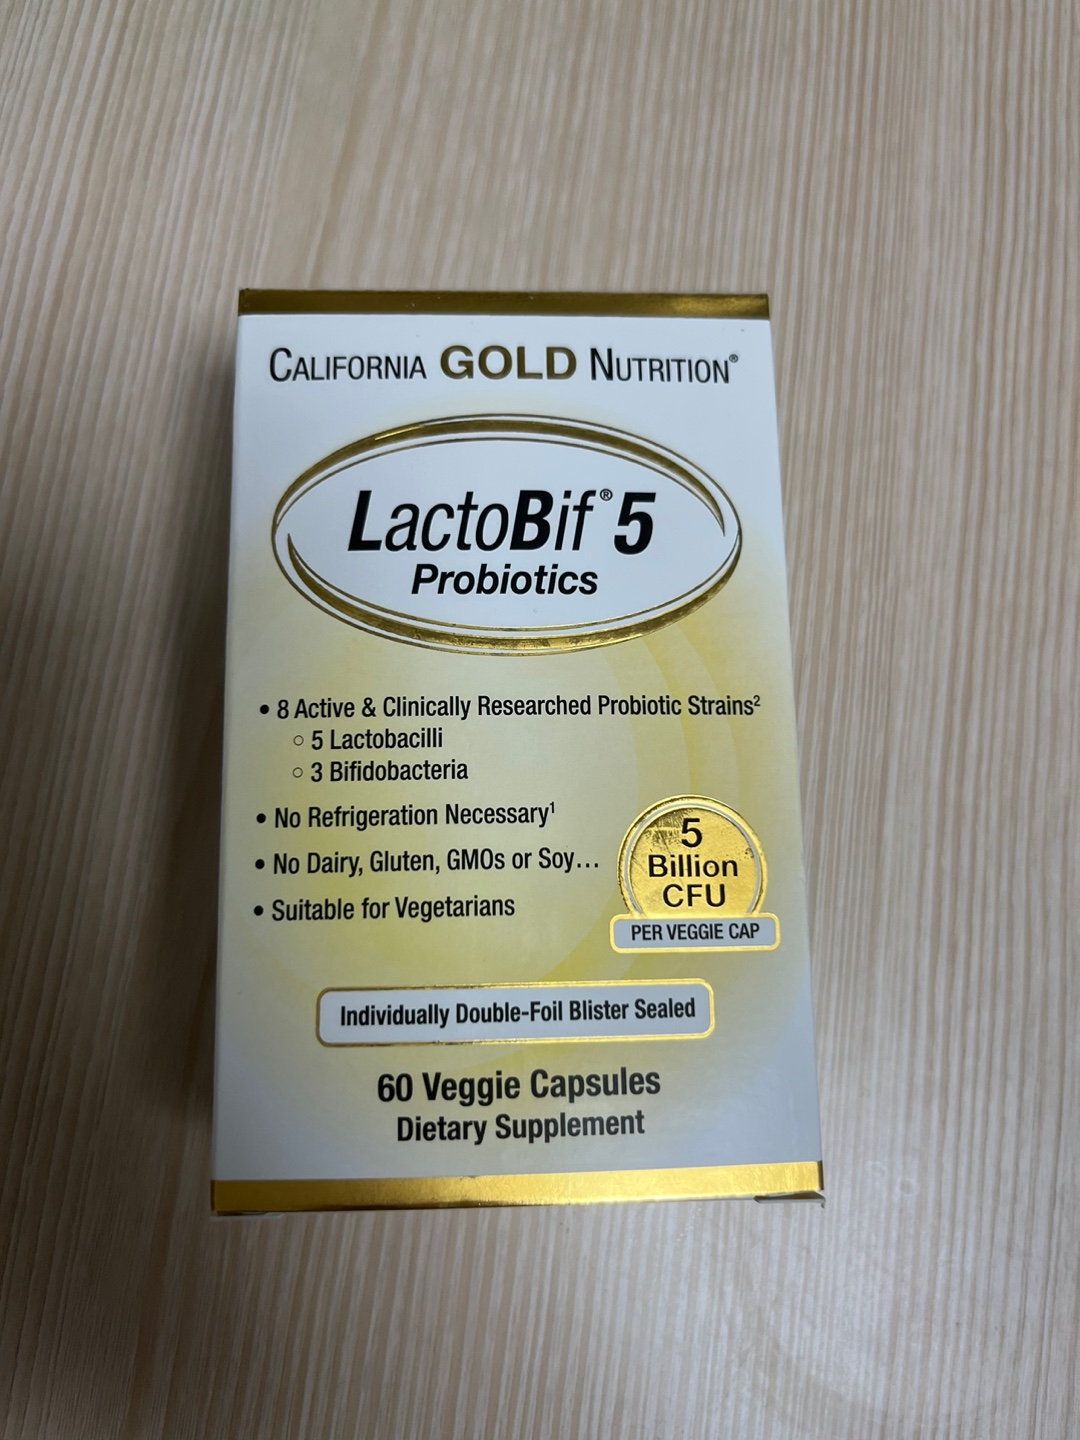 CALIFORNIA GOLD NUTRITION®
LactoBif® 5
Probiotics
• 8 Active & Clinically Researched Probiotic Strains²
○ 5 Lactobacilli
○ 3 Bifidobacteria
• No Refrigeration Necessary¹
• No Dairy, Gluten, GMOs or Soy...
• Suitable for Vegetarians
5
Billion
CFU
PER VEGGIE CAP
Individually Double-Foil Blister Sealed
60 Veggie Capsules
Dietary Supplement